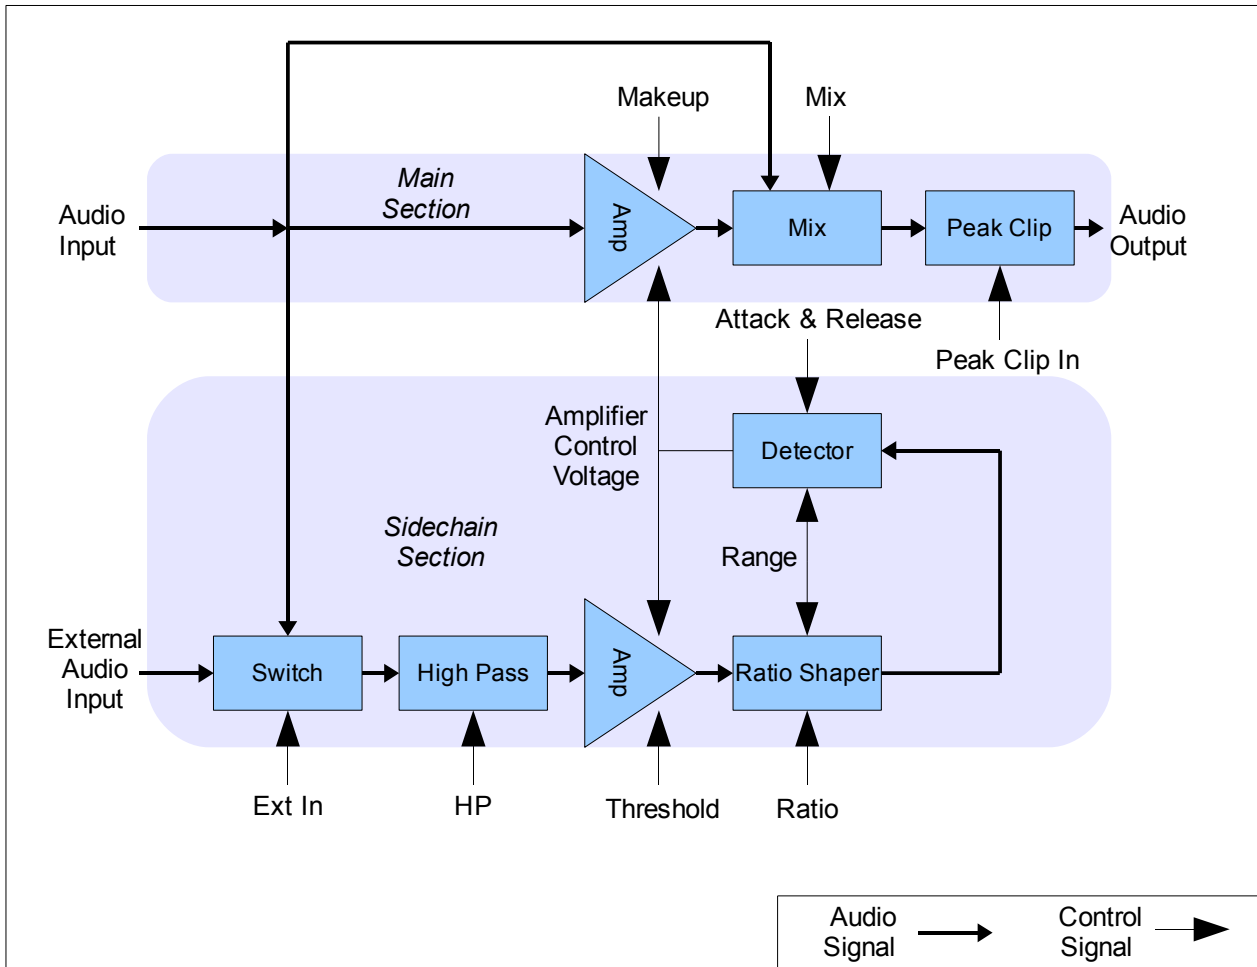 Makeup
Mix
Main
Section
Audio
Input
Amp
Mix
Peak Clip
Audio
Output
Attack & Release
Peak Clip In
Amplifier
Control
Voltage
Detector
Sidechain
Section
Range
External
Audio
Input
Switch
High Pass
Amp
Ratio Shaper
Ext In
HP
Threshold
Ratio
Audio
Signal
Control
Signal